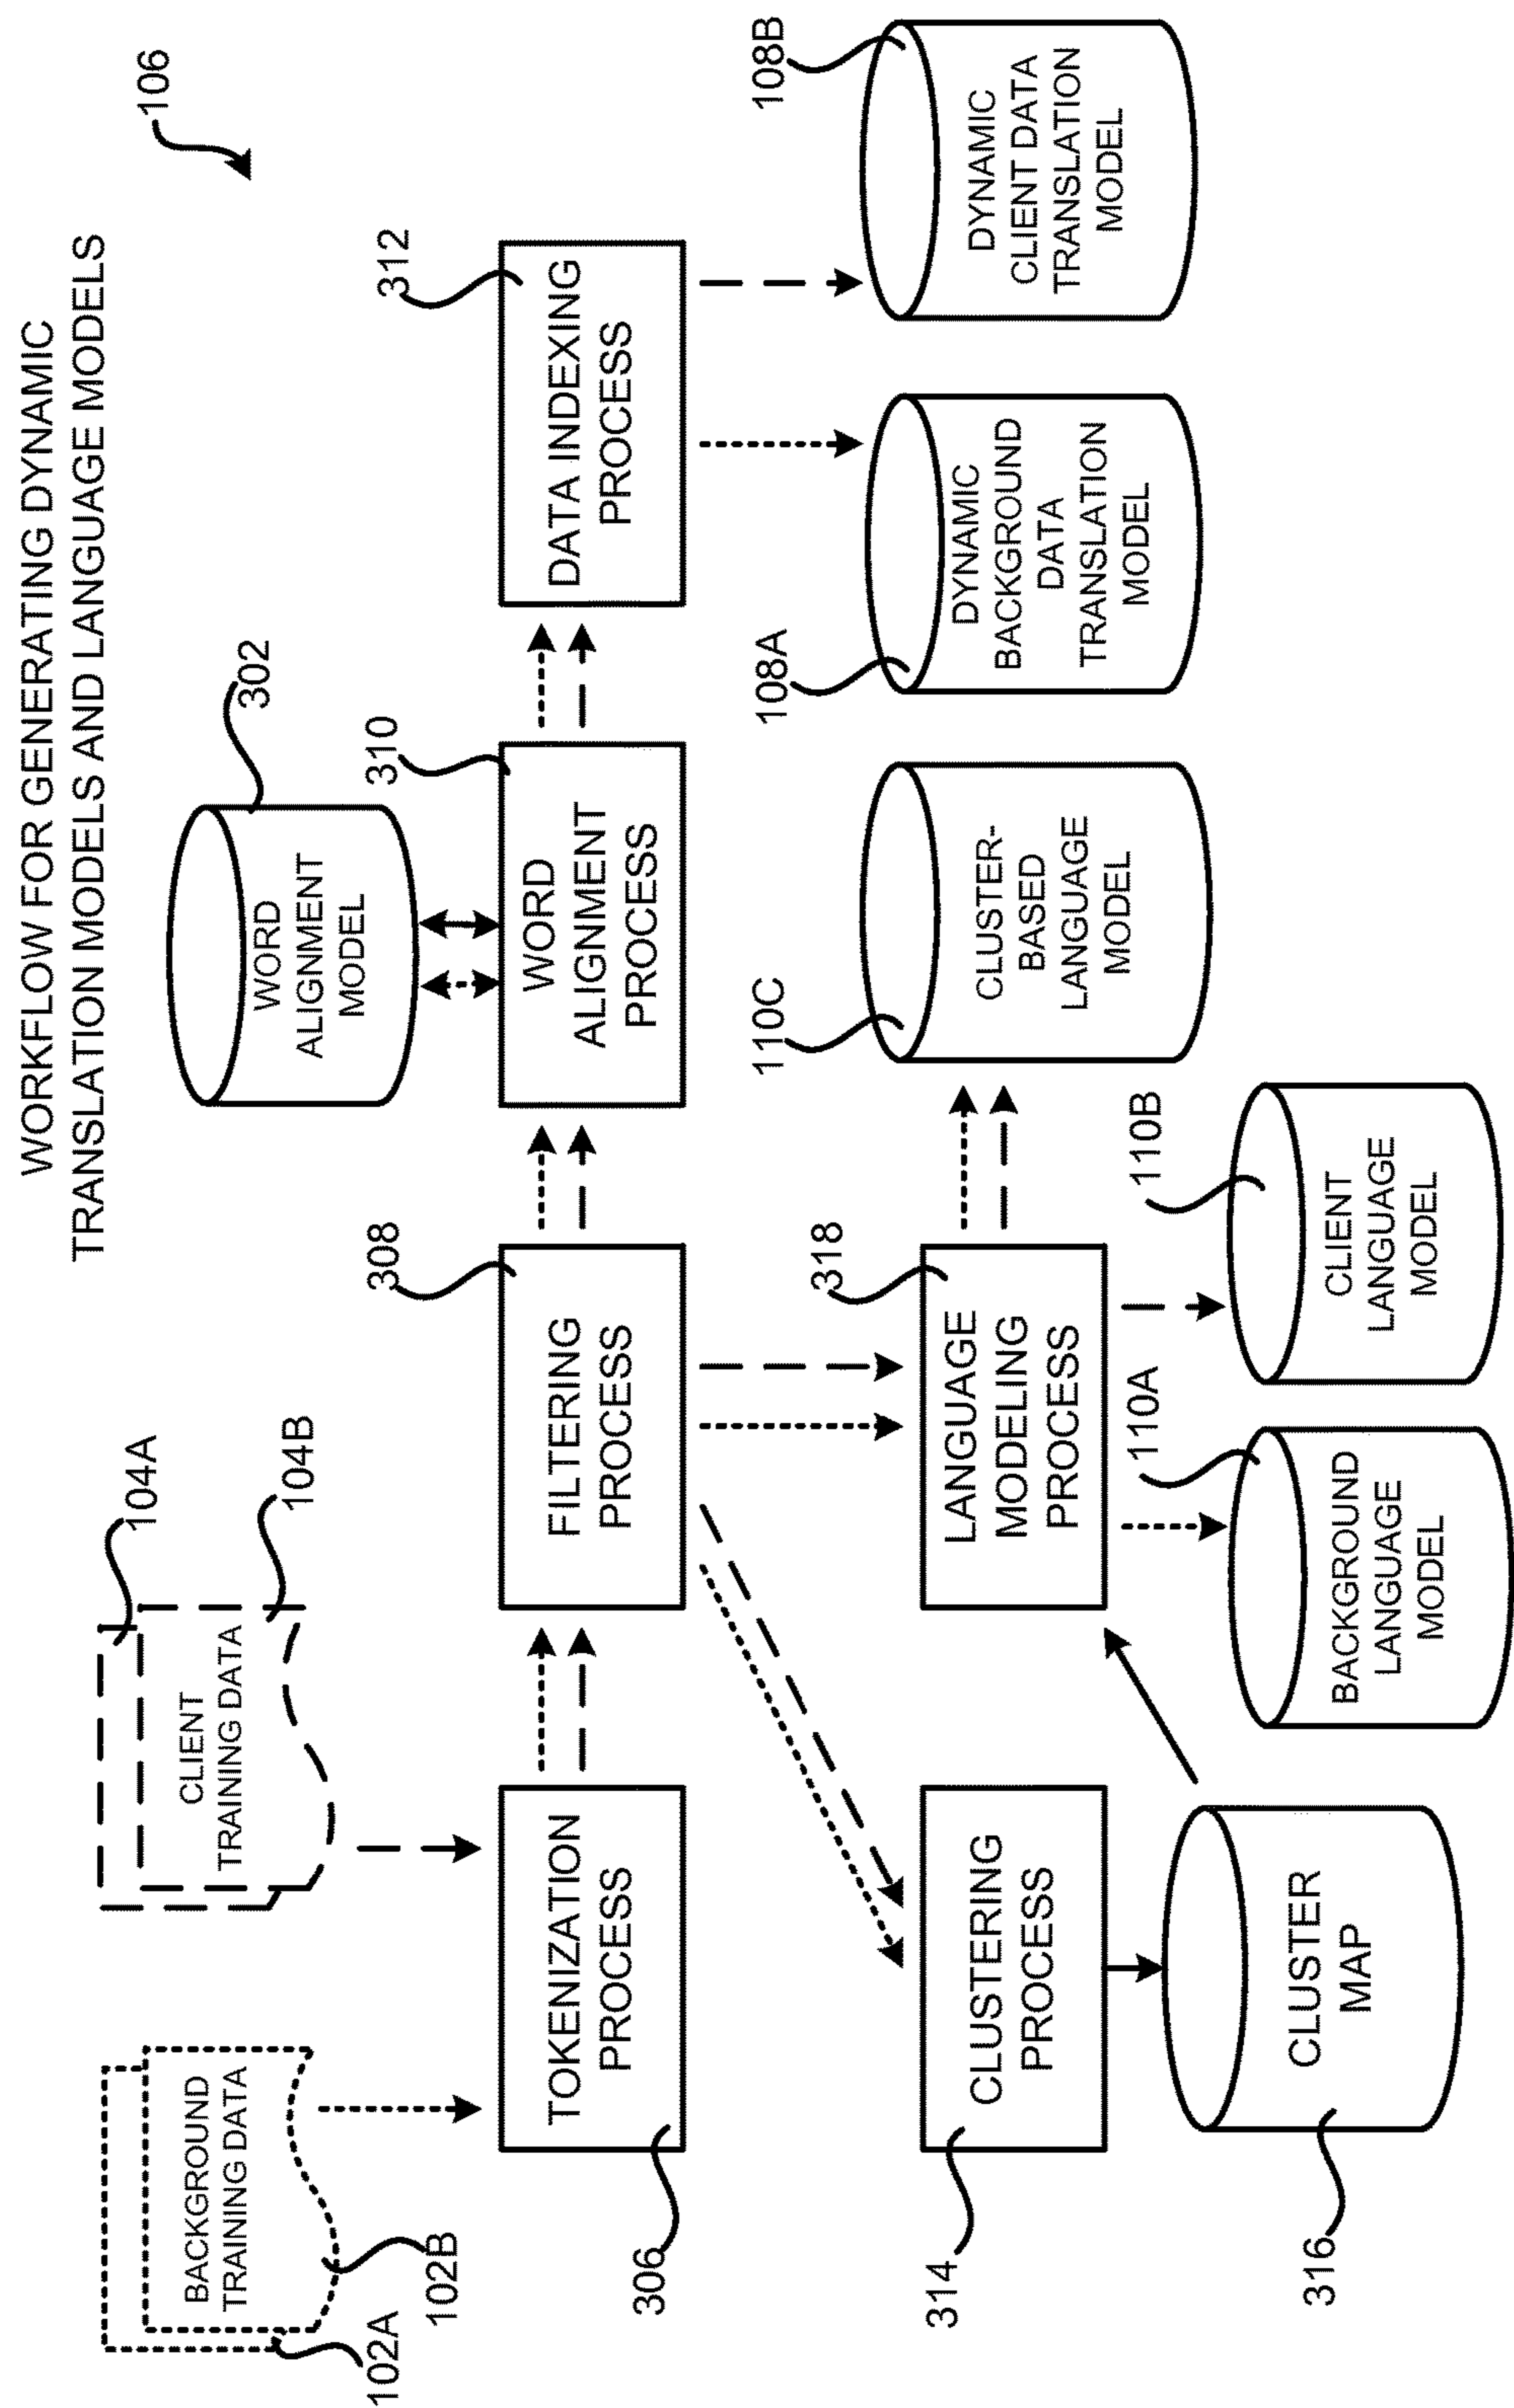 WORKFLOW FOR GENERATING DYNAMIC
TRANSLATION MODELS AND LANGUAGE MODELS
106
BACKGROUND
TRAINING DATA
102A
102B
CLIENT
TRAINING DATA
104A
104B
WORD
ALIGNMENT
MODEL
302
TOKENIZATION
PROCESS
306
FILTERING
PROCESS
308
WORD
ALIGNMENT
PROCESS
310
DATA INDEXING
PROCESS
312
CLUSTERING
PROCESS
314
LANGUAGE
MODELING
PROCESS
318
CLUSTER-
BASED
LANGUAGE
MODEL
110C
DYNAMIC
BACKGROUND
DATA
TRANSLATION
MODEL
108A
DYNAMIC
CLIENT DATA
TRANSLATION
MODEL
108B
CLUSTER
MAP
316
BACKGROUND
LANGUAGE
MODEL
110A
CLIENT
LANGUAGE
MODEL
110B